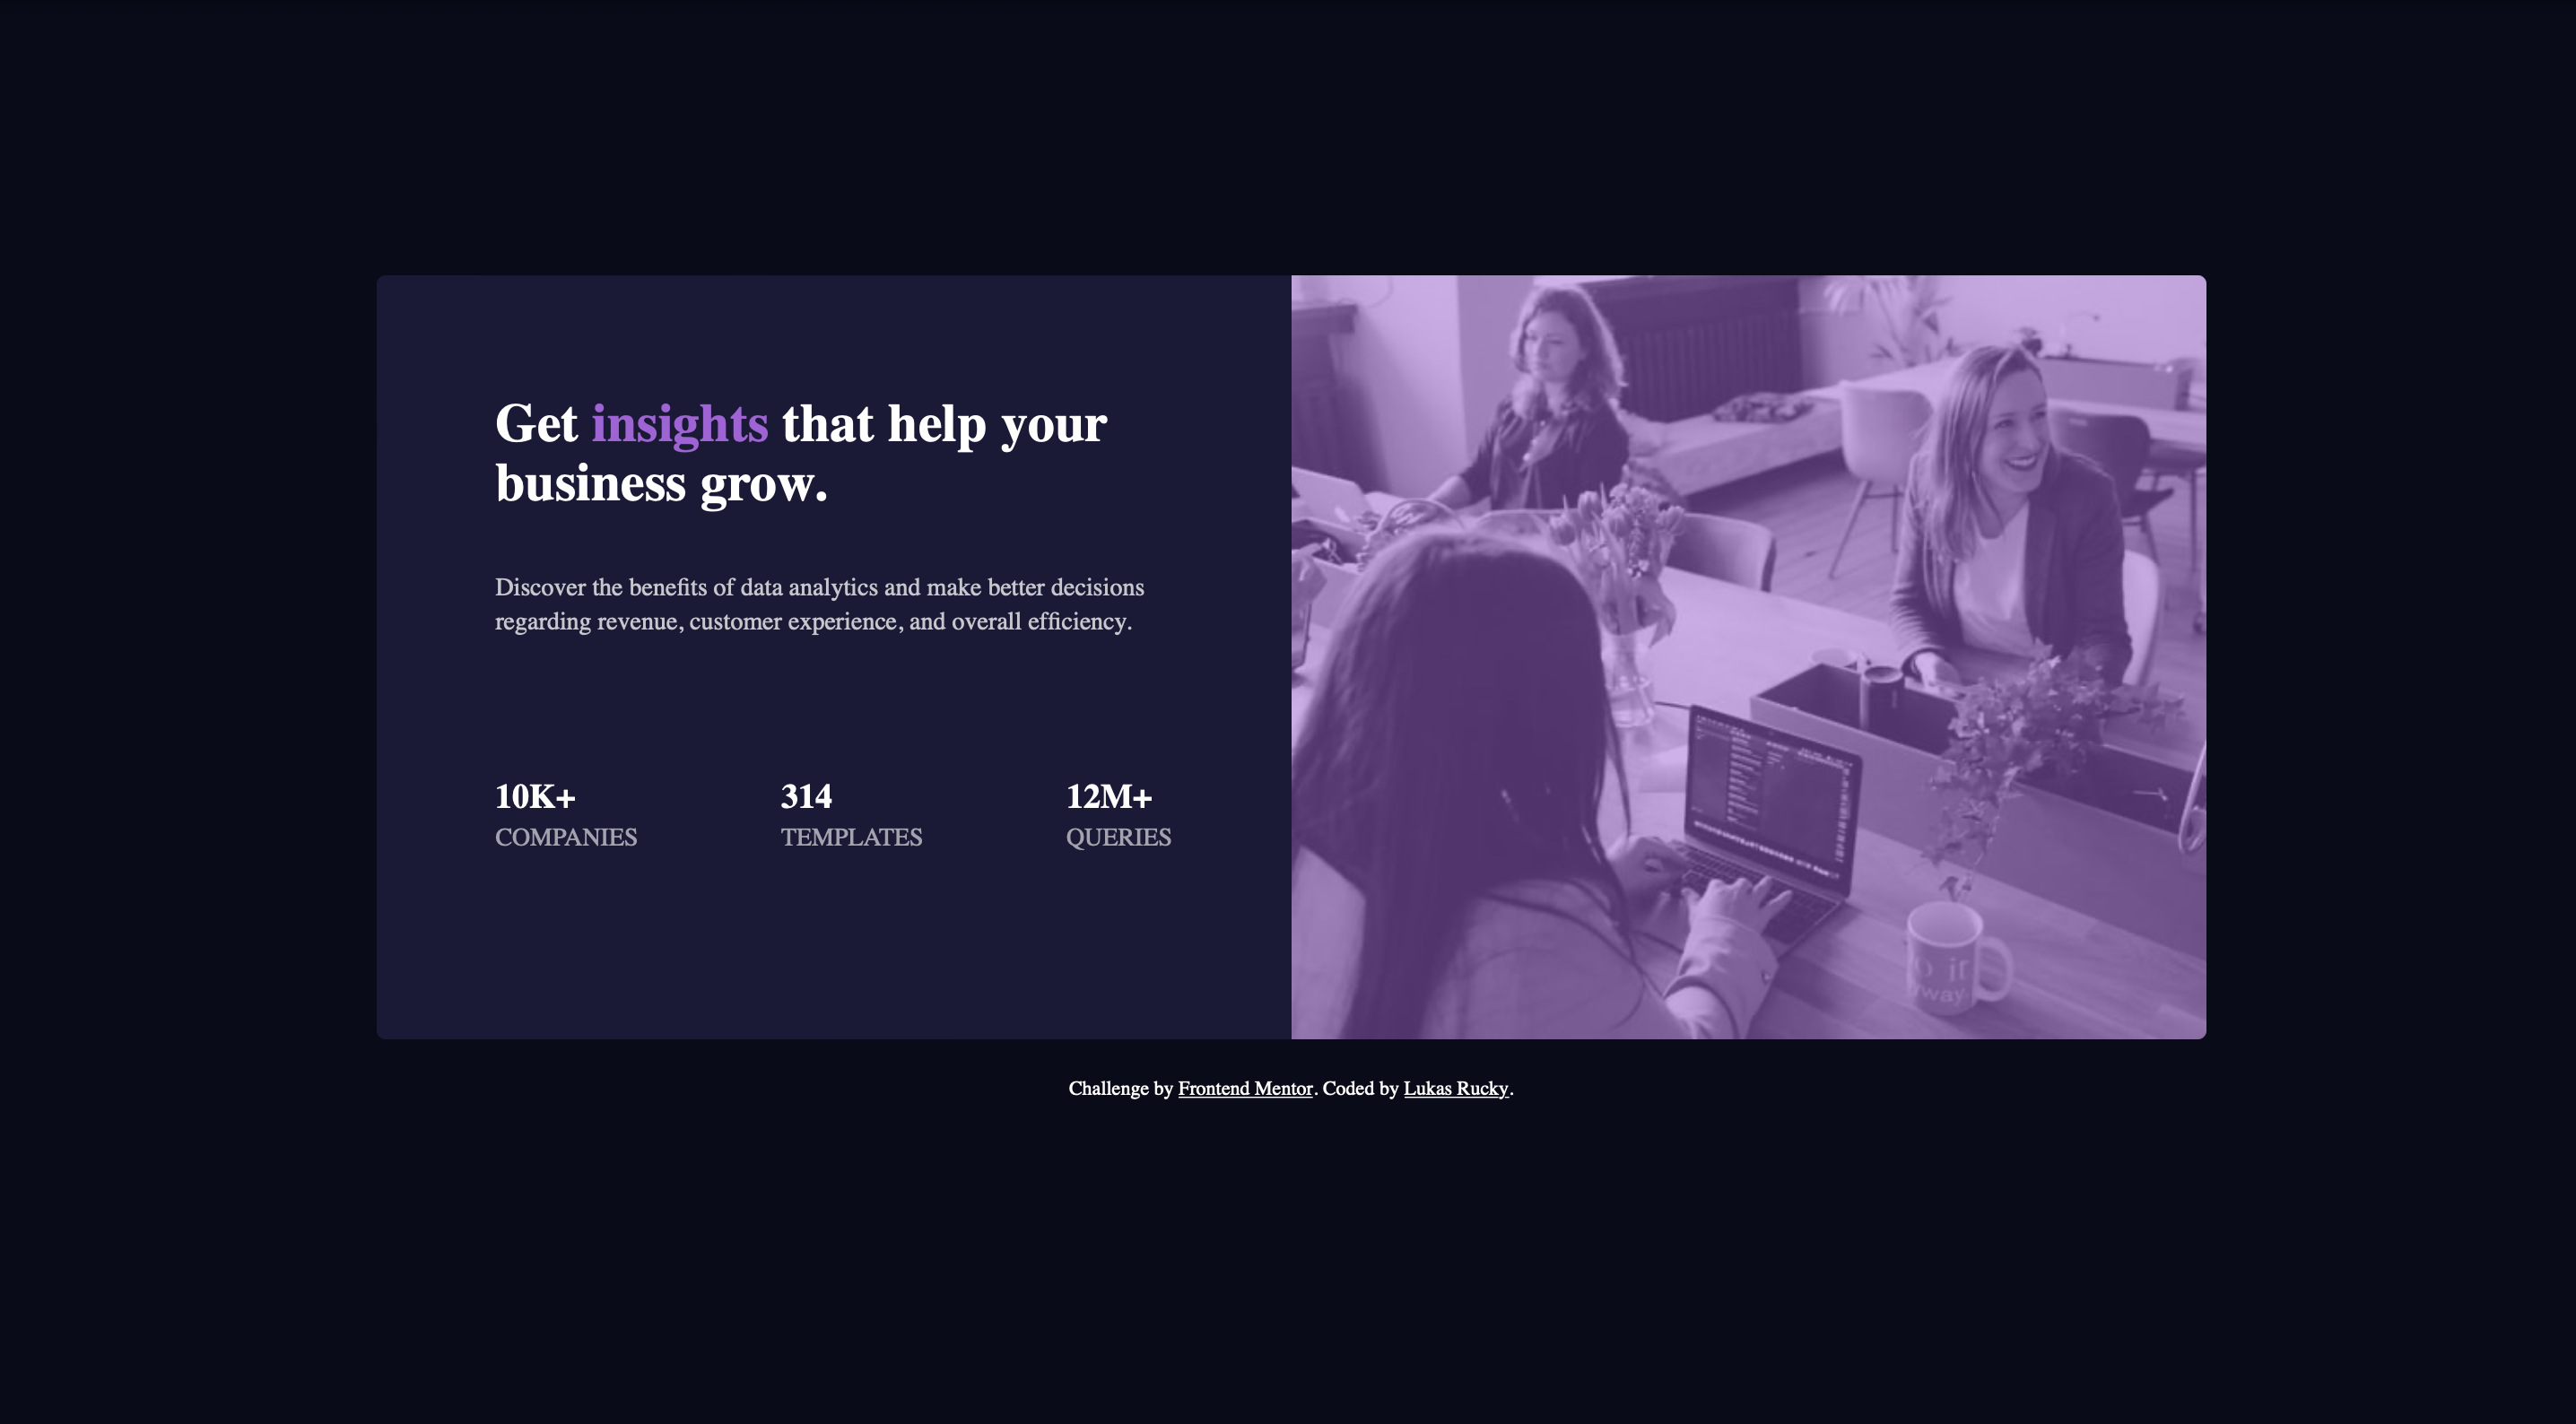 Get insights that help your
business grow.
Discover the benefits of data analytics and make better decisions
regarding revenue, customer experience, and overall efficiency.
10K+
COMPANIES
314
TEMPLATES
12M+
QUERIES
Challenge by Frontend Mentor. Coded by Lukas Rucky.